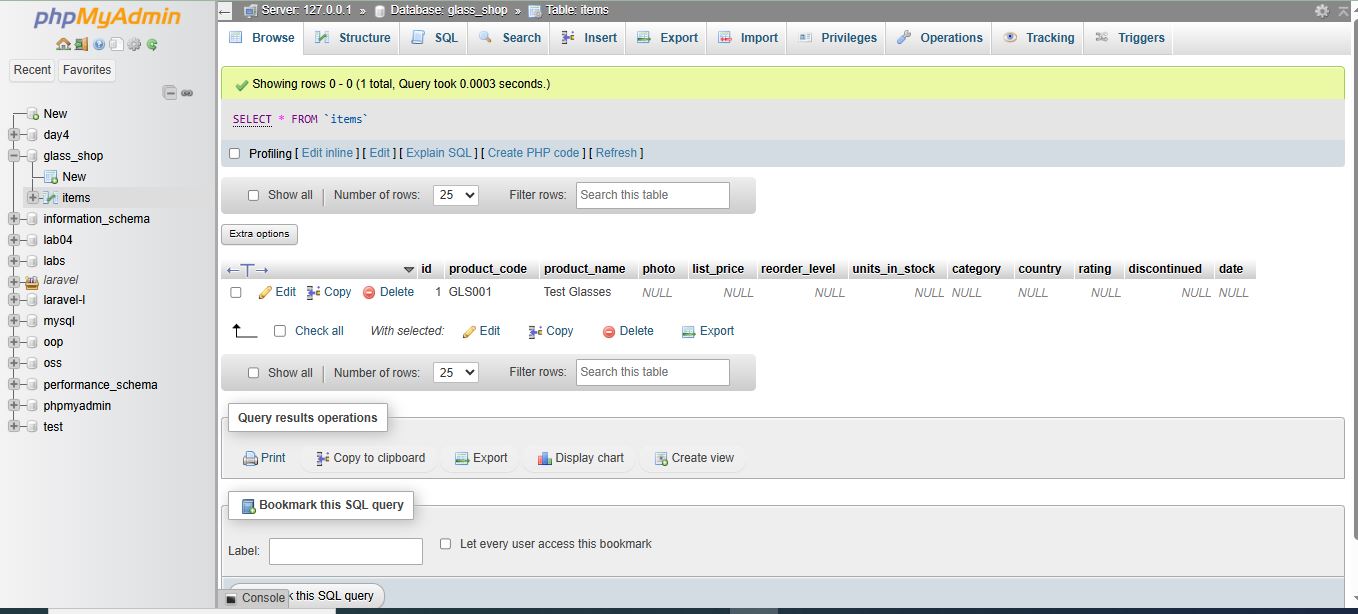 phpMyAdmin
Recent Favorites
New
day4
glass_shop
New
items
information_schema
lab04
labs
laravel
laravel-l
mysql
oop
oss
performance_schema
phpmyadmin
test
Server: 127.0.0.1 » Database: glass_shop » Table: items
Browse Structure SQL Search Insert Export Import Privileges Operations Tracking Triggers
Showing rows 0 - 0 (1 total, Query took 0.0003 seconds.)
SELECT * FROM `items`
Profiling [ Edit inline ] [ Edit ] [ Explain SQL ] [ Create PHP code ] [ Refresh ]
Show all Number of rows: 25 Filter rows: Search this table
Extra options
←T→ id product_code product_name photo list_price reorder_level units_in_stock category country rating discontinued date
Edit Copy Delete 1 GLS001 Test Glasses NULL NULL NULL NULL NULL NULL NULL NULL NULL
Check all With selected: Edit Copy Delete Export
Show all Number of rows: 25 Filter rows: Search this table
Query results operations
Print Copy to clipboard Export Display chart Create view
Bookmark this SQL query
Label: Let every user access this bookmark
Console k this SQL query